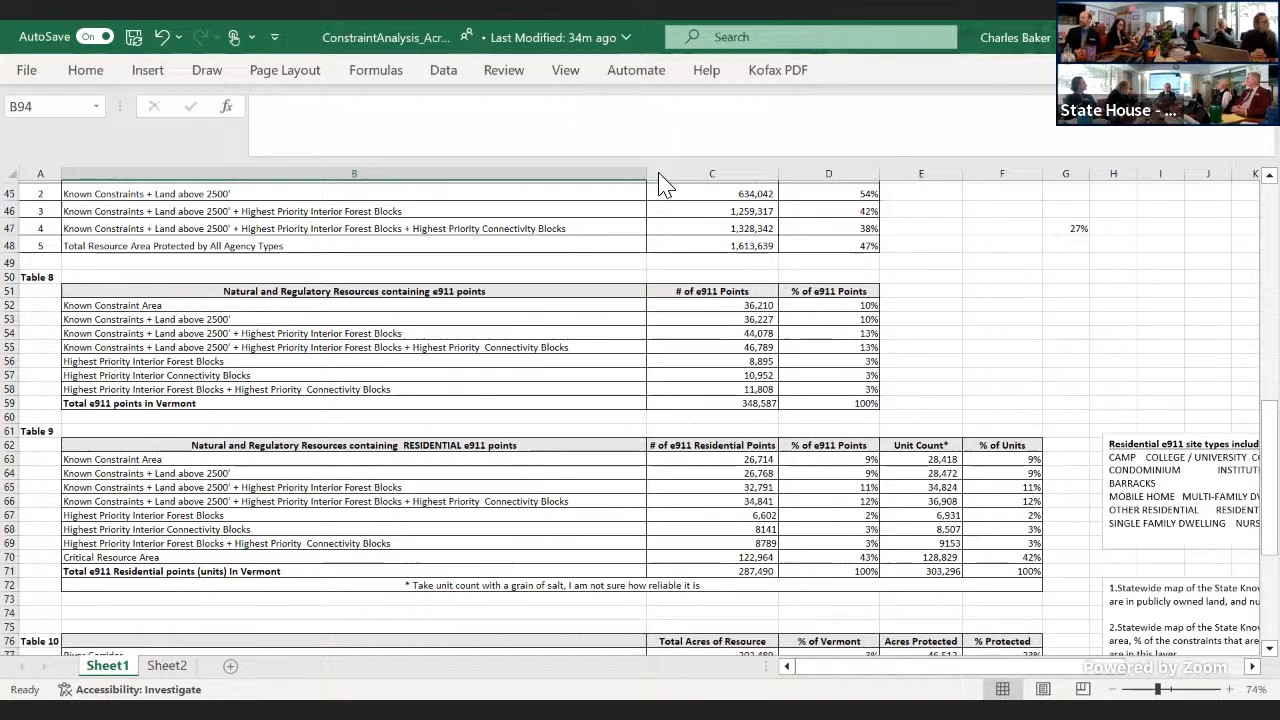 AutoSave On ConstraintAnalysis_Acr... • Last Modified: 34m ago Search Charles Baker
File Home Insert Draw Page Layout Formulas Data Review View Automate Help Kofax PDF
State House - ...
B94 fx
A B C D E F G H I J K
45 2 Known Constraints + Land above 2500' 634,042 54%
46 3 Known Constraints + Land above 2500' + Highest Priority Interior Forest Blocks 1,259,317 42%
47 4 Known Constraints + Land above 2500' + Highest Priority Interior Forest Blocks + Highest Priority Connectivity Blocks 1,328,342 38% 27%
48 5 Total Resource Area Protected by All Agency Types 1,613,639 47%
49
50 Table 8
51 Natural and Regulatory Resources containing e911 points # of e911 Points % of e911 Points
52 Known Constraint Area 36,210 10%
53 Known Constraints + Land above 2500' 36,227 10%
54 Known Constraints + Land above 2500' + Highest Priority Interior Forest Blocks 44,078 13%
55 Known Constraints + Land above 2500' + Highest Priority Interior Forest Blocks + Highest Priority Connectivity Blocks 46,789 13%
56 Highest Priority Interior Forest Blocks 8,895 3%
57 Highest Priority Interior Connectivity Blocks 10,952 3%
58 Highest Priority Interior Forest Blocks + Highest Priority Connectivity Blocks 11,808 3%
59 Total e911 points in Vermont 348,587 100%
60
61 Table 9
62 Natural and Regulatory Resources containing RESIDENTIAL e911 points # of e911 Residential Points % of e911 Points Unit Count* % of Units Residential e911 site types includ
63 Known Constraint Area 26,714 9% 28,418 9% CAMP COLLEGE / UNIVERSITY
64 Known Constraints + Land above 2500' 26,768 9% 28,472 9% CONDOMINIUM INSTITU
65 Known Constraints + Land above 2500' + Highest Priority Interior Forest Blocks 32,791 11% 34,824 11% BARRACKS
66 Known Constraints + Land above 2500' + Highest Priority Interior Forest Blocks + Highest Priority Connectivity Blocks 34,841 12% 36,908 12% MOBILE HOME MULTI-FAMILY DV
67 Highest Priority Interior Forest Blocks 6,602 2% 6,931 2% OTHER RESIDENTIAL RESIDENT
68 Highest Priority Interior Connectivity Blocks 8141 3% 8,507 3% SINGLE FAMILY DWELLING NURS
69 Highest Priority Interior Forest Blocks + Highest Priority Connectivity Blocks 8789 3% 9153 3%
70 Critical Resource Area 122,964 43% 128,829 42%
71 Total e911 Residential points (units) In Vermont 287,490 100% 303,296 100%
72 * Take unit count with a grain of salt, I am not sure how reliable it is
73 1.Statewide map of the State Know
74 are in publicly owned land, and nu
75 2.Statewide map of the State Know
76 Table 10 Total Acres of Resource % of Vermont Acres Protected % Protected area, % of the constraints that are
are in this layer
Sheet1 Sheet2
Powered by Zoom
Ready Accessibility: Investigate 74%